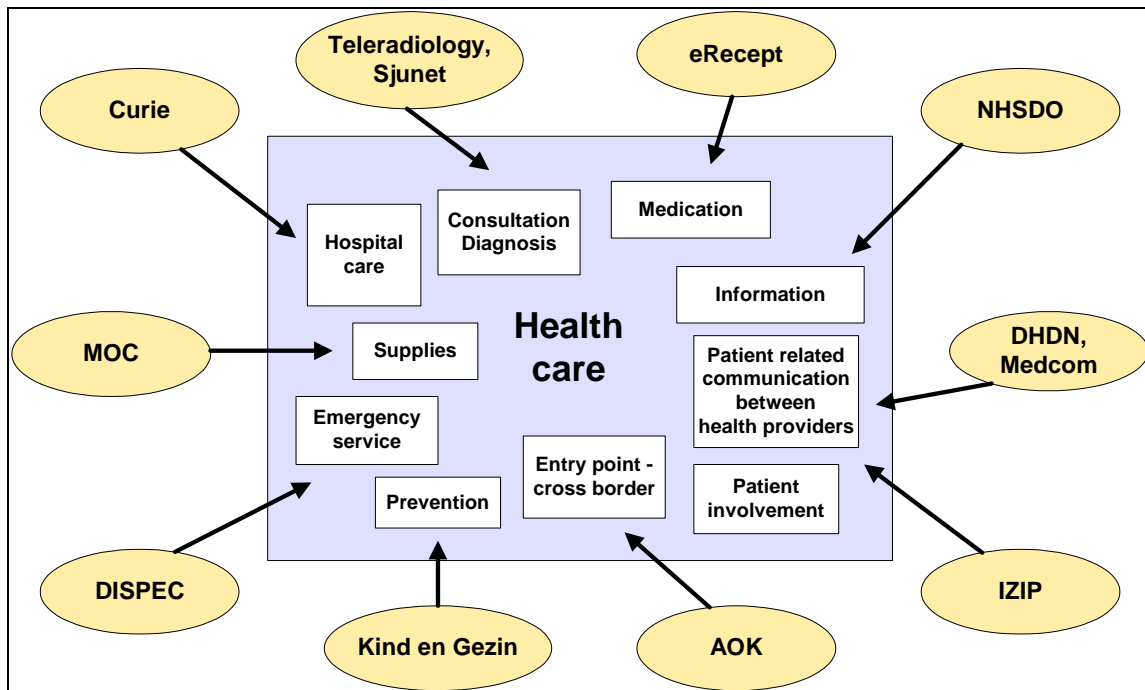 Teleradiology,
Sjunet
eRecept
Curie
NHSDO
Medication
Consultation
Diagnosis
Hospital
care
Information
Health
care
MOC
Supplies
Patient related
communication
between
health providers
DHDN,
Medcom
Emergency
service
Entry point -
cross border
Patient
involvement
Prevention
DISPEC
IZIP
Kind en Gezin
AOK